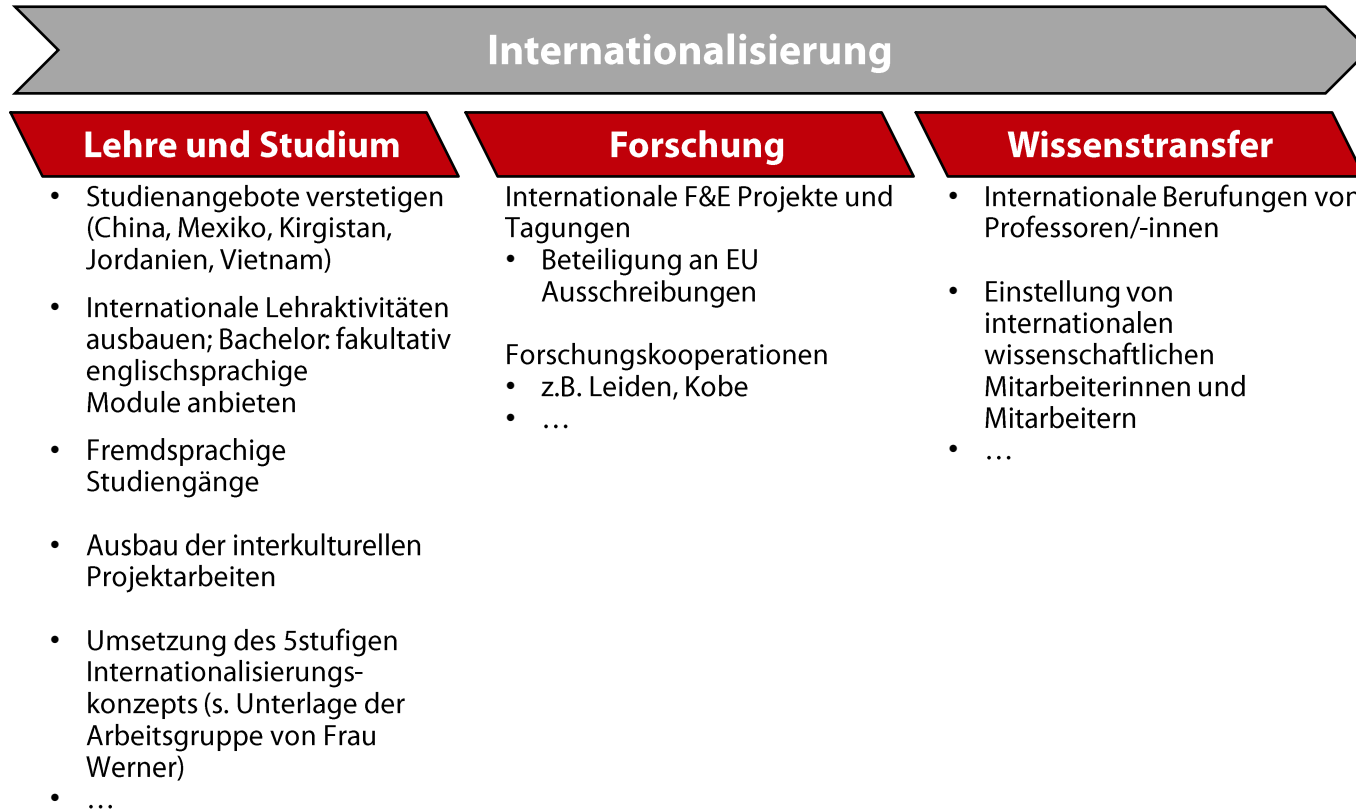 Internationalisierung
Lehre und Studium
• Studienangebote verstetigen
(China, Mexiko, Kirgistan,
Jordanien, Vietnam)
• Internationale Lehraktivitäten
ausbauen; Bachelor: fakultativ
englischsprachige
Module anbieten
• Fremdsprachige
Studiengänge
• Ausbau der interkulturellen
Projektarbeiten
• Umsetzung des 5stufigen
Internationalisierungs-
konzepts (s. Unterlage der
Arbeitsgruppe von Frau
Werner)
• …
Forschung
Internationale F&E Projekte und
Tagungen
• Beteiligung an EU
Ausschreibungen
Forschungskooperationen
• z.B. Leiden, Kobe
• …
Wissenstransfer
• Internationale Berufungen von
Professoren/-innen
• Einstellung von
internationalen
wissenschaftlichen
Mitarbeiterinnen und
Mitarbeitern
• …